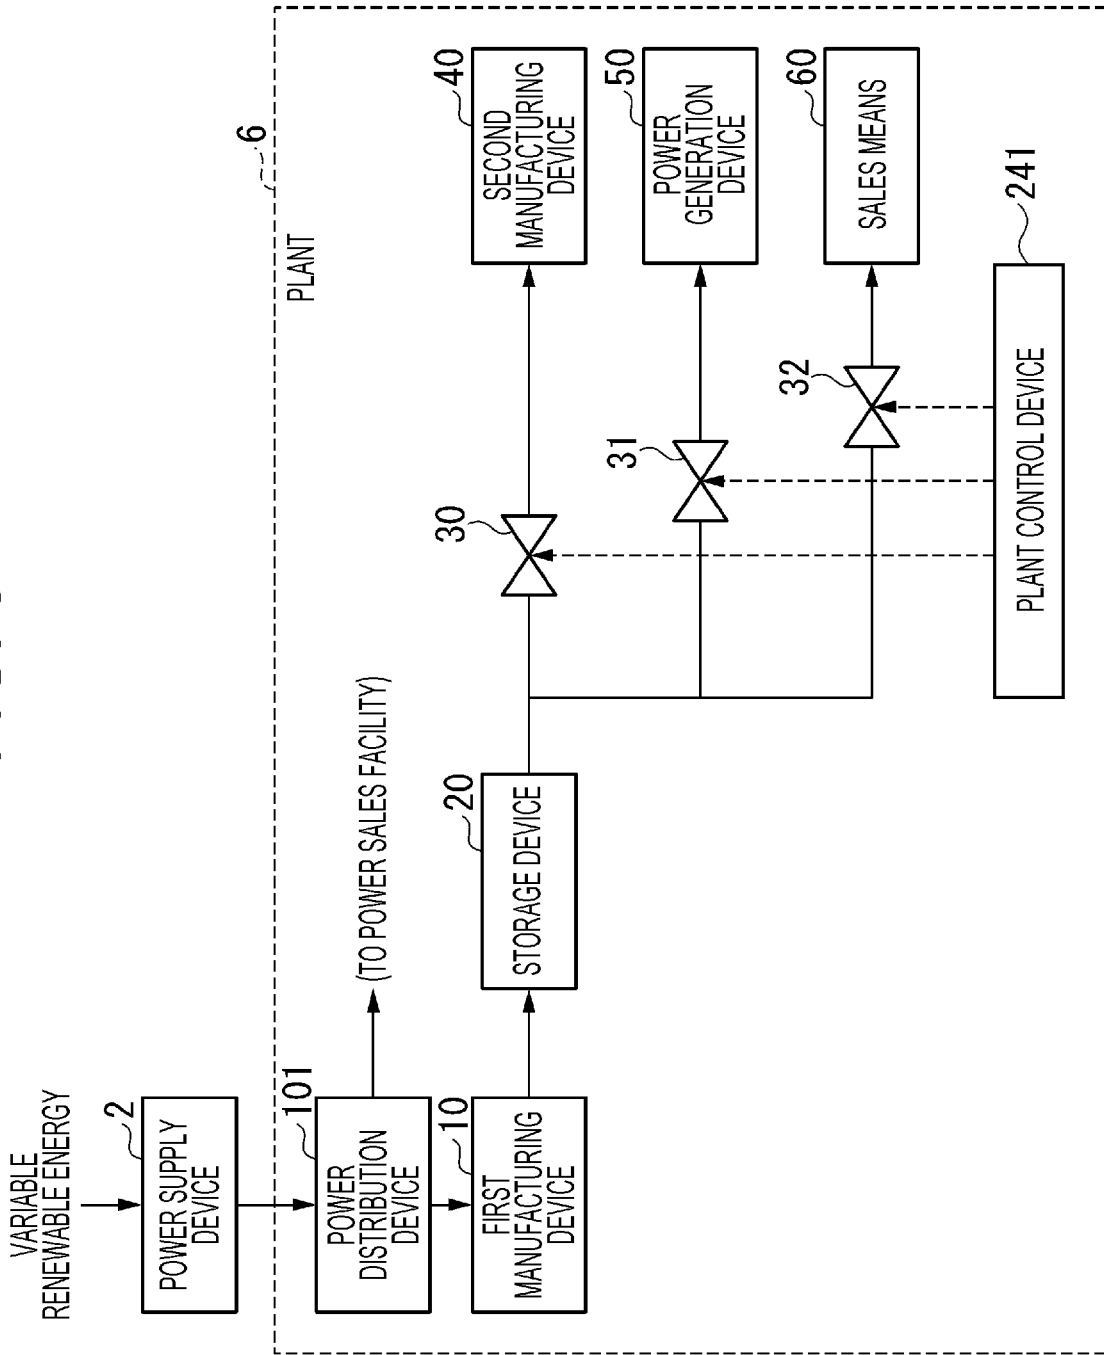 VARIABLE
RENEWABLE ENERGY
2
POWER SUPPLY
DEVICE
6
PLANT
101
POWER
DISTRIBUTION
DEVICE
(TO POWER SALES FACILITY)
10
FIRST
MANUFACTURING
DEVICE
20
STORAGE DEVICE
30
40
SECOND
MANUFACTURING
DEVICE
31
50
POWER
GENERATION
DEVICE
32
60
SALES MEANS
241
PLANT CONTROL DEVICE